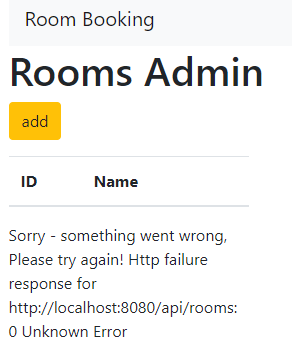 Room Booking
Rooms Admin
add
ID Name
Sorry - something went wrong,
Please try again! Http failure
response for
http://localhost:8080/api/rooms:
0 Unknown Error